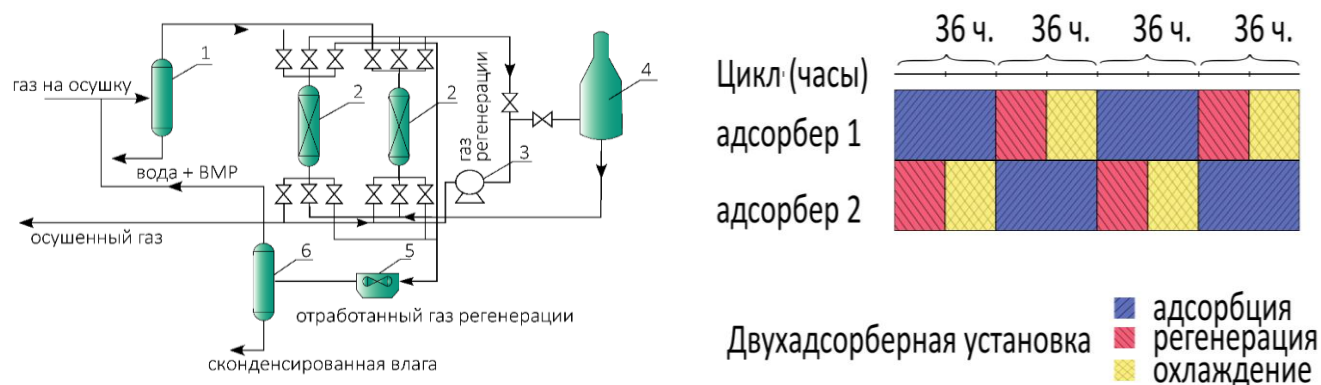 1
газ на осушку
вода + ВМР
2
2
газ
регенерации
3
4
осушенный газ
6
5
отработанный газ регенерации
сконденсированная влага
36 ч. 36 ч. 36 ч. 36 ч.
Цикл (часы)
адсорбер 1
адсорбер 2
Двухадсорберная установка
адсорбция
регенерация
охлаждение